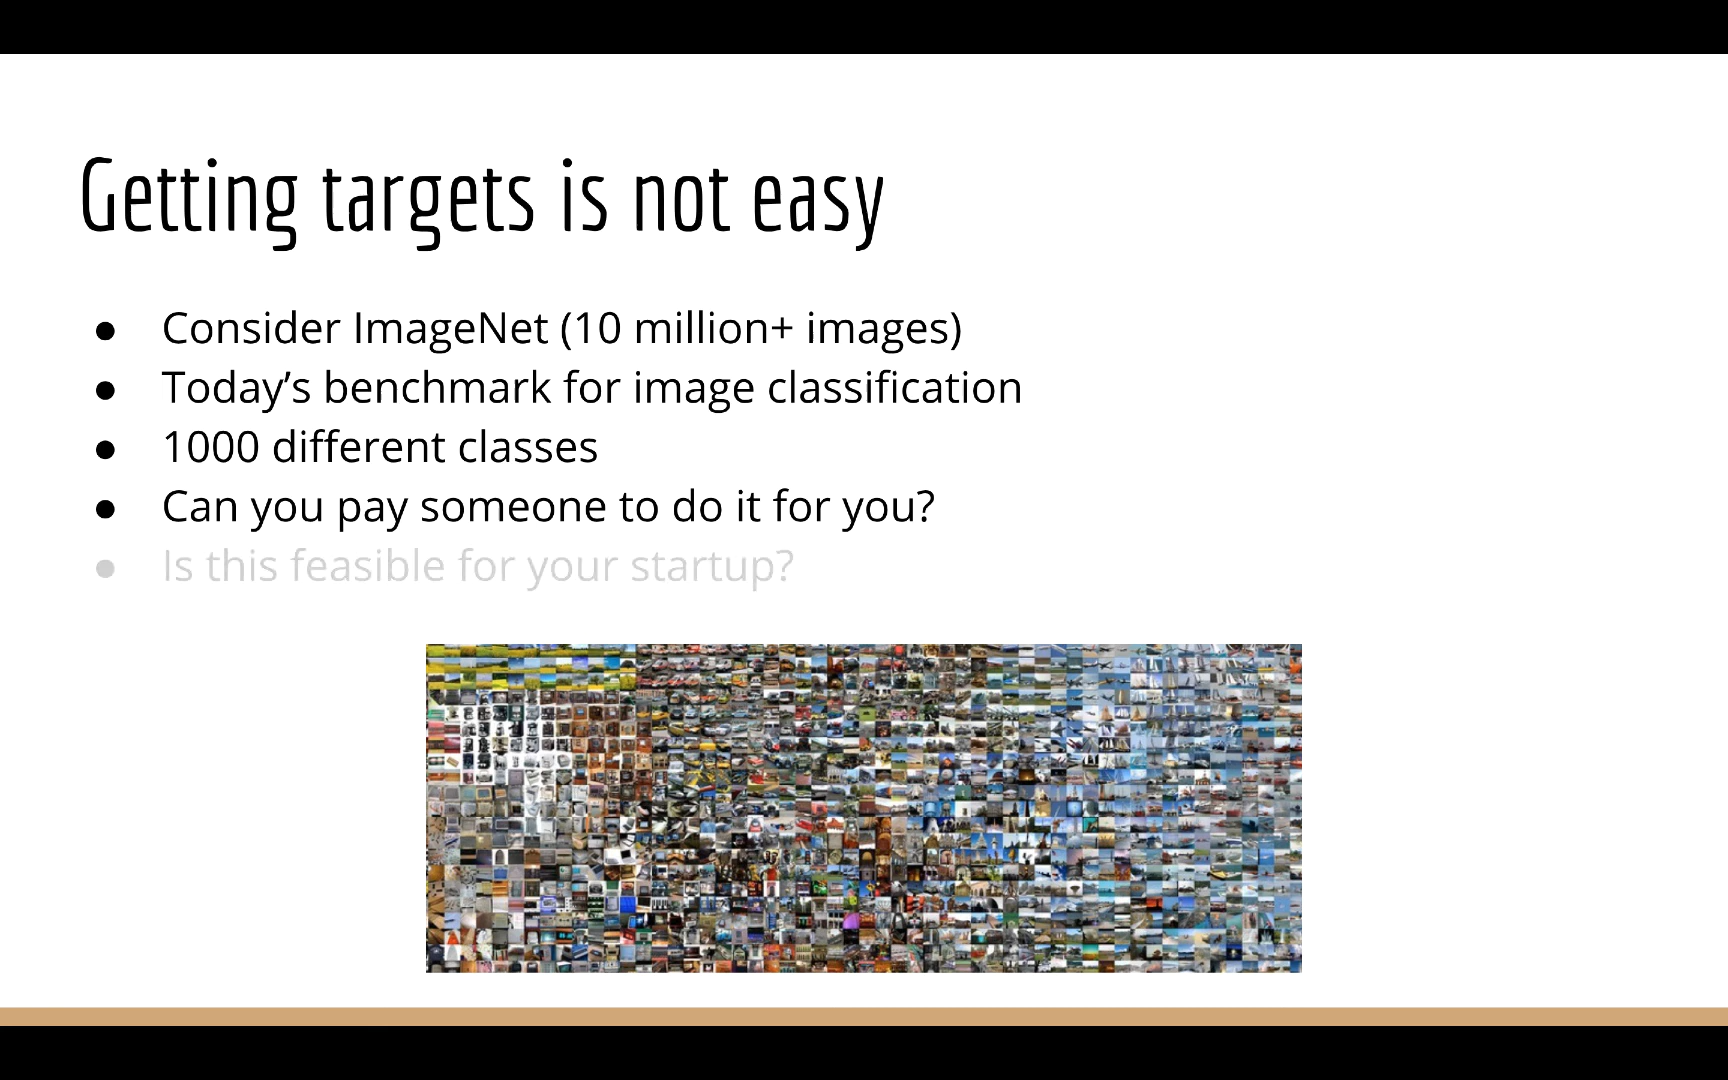 Getting targets is not easy
● Consider ImageNet (10 million+ images)
● Today’s benchmark for image classification
● 1000 different classes
● Can you pay someone to do it for you?
● Is this feasible for your startup?